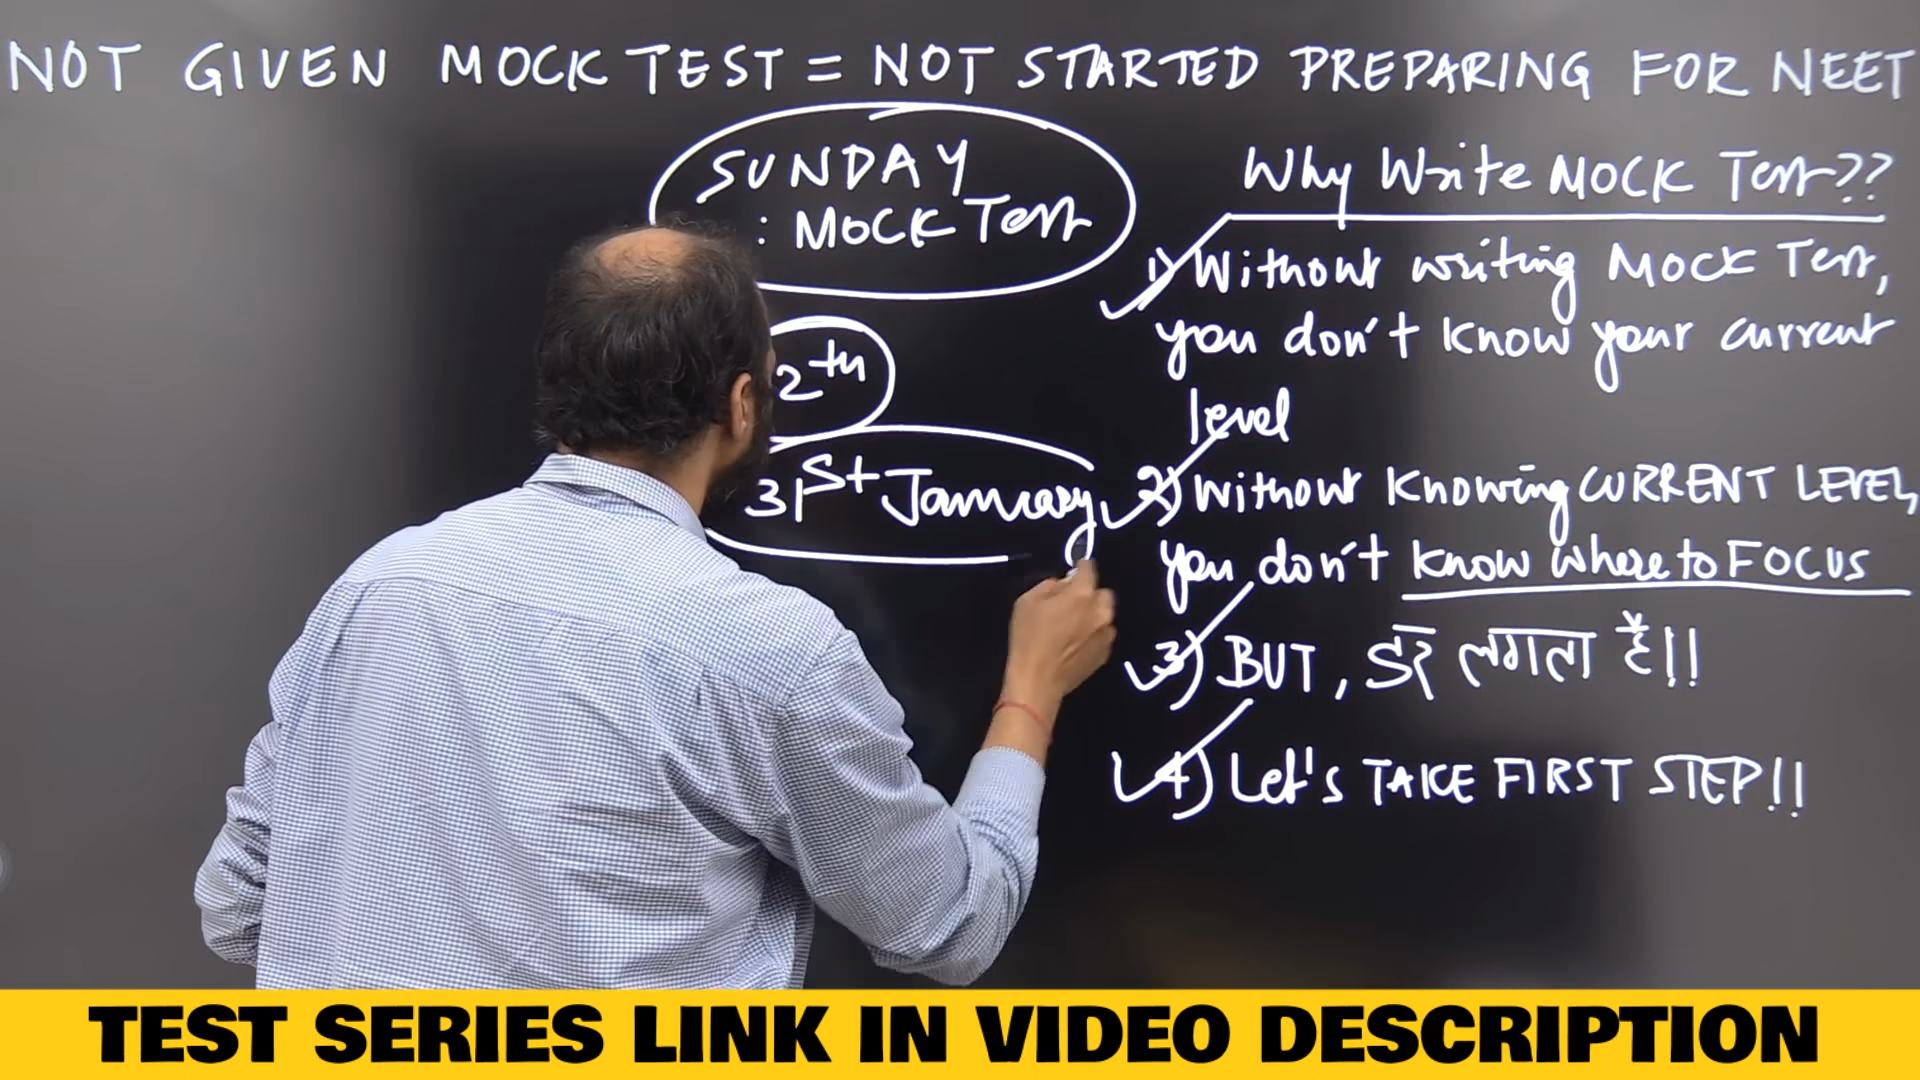 NOT GIVEN MOCK TEST = NOT STARTED PREPARING FOR NEET
SUNDAY
: MOCK Test
2th
31st January
Why Write MOCK Test??
1) Without writing MOCK Test,
you don't know your current
level
2) Without knowing CURRENT LEVEL,
you don't know where to FOCUS
3) BUT, डर लगता है!!
4) Let's TAKE FIRST STEP!!
TEST SERIES LINK IN VIDEO DESCRIPTION